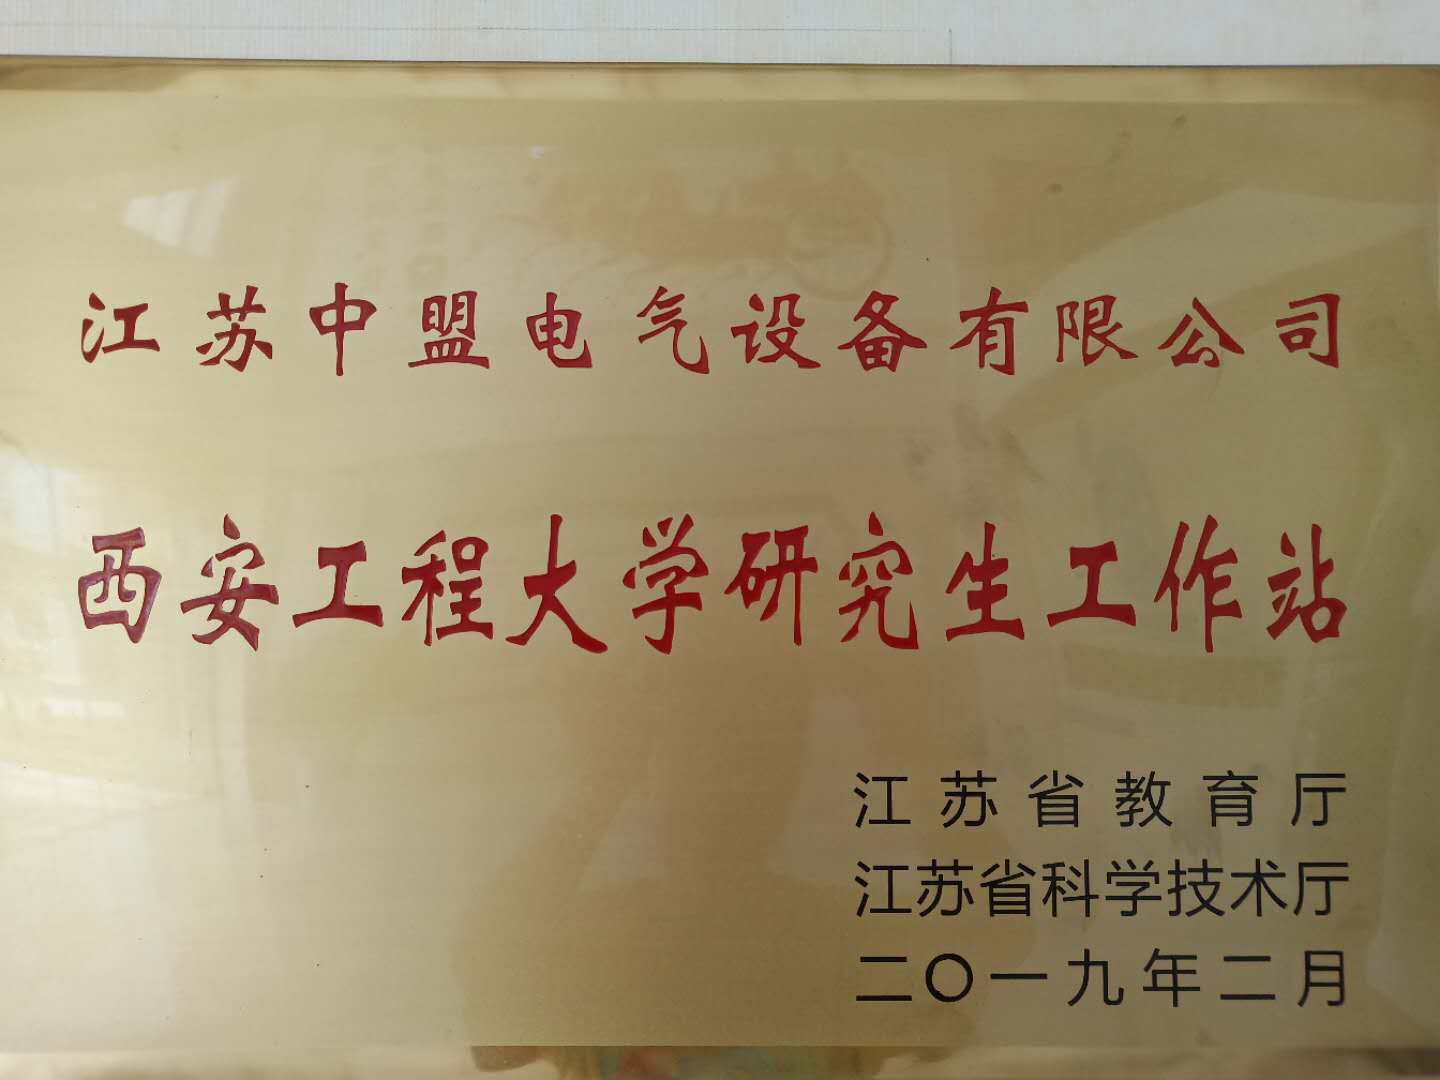 江苏中盟电气设备有限公司
西安工程大学研究生工作站
江苏省教育厅
江苏省科学技术厅
二〇一九年二月